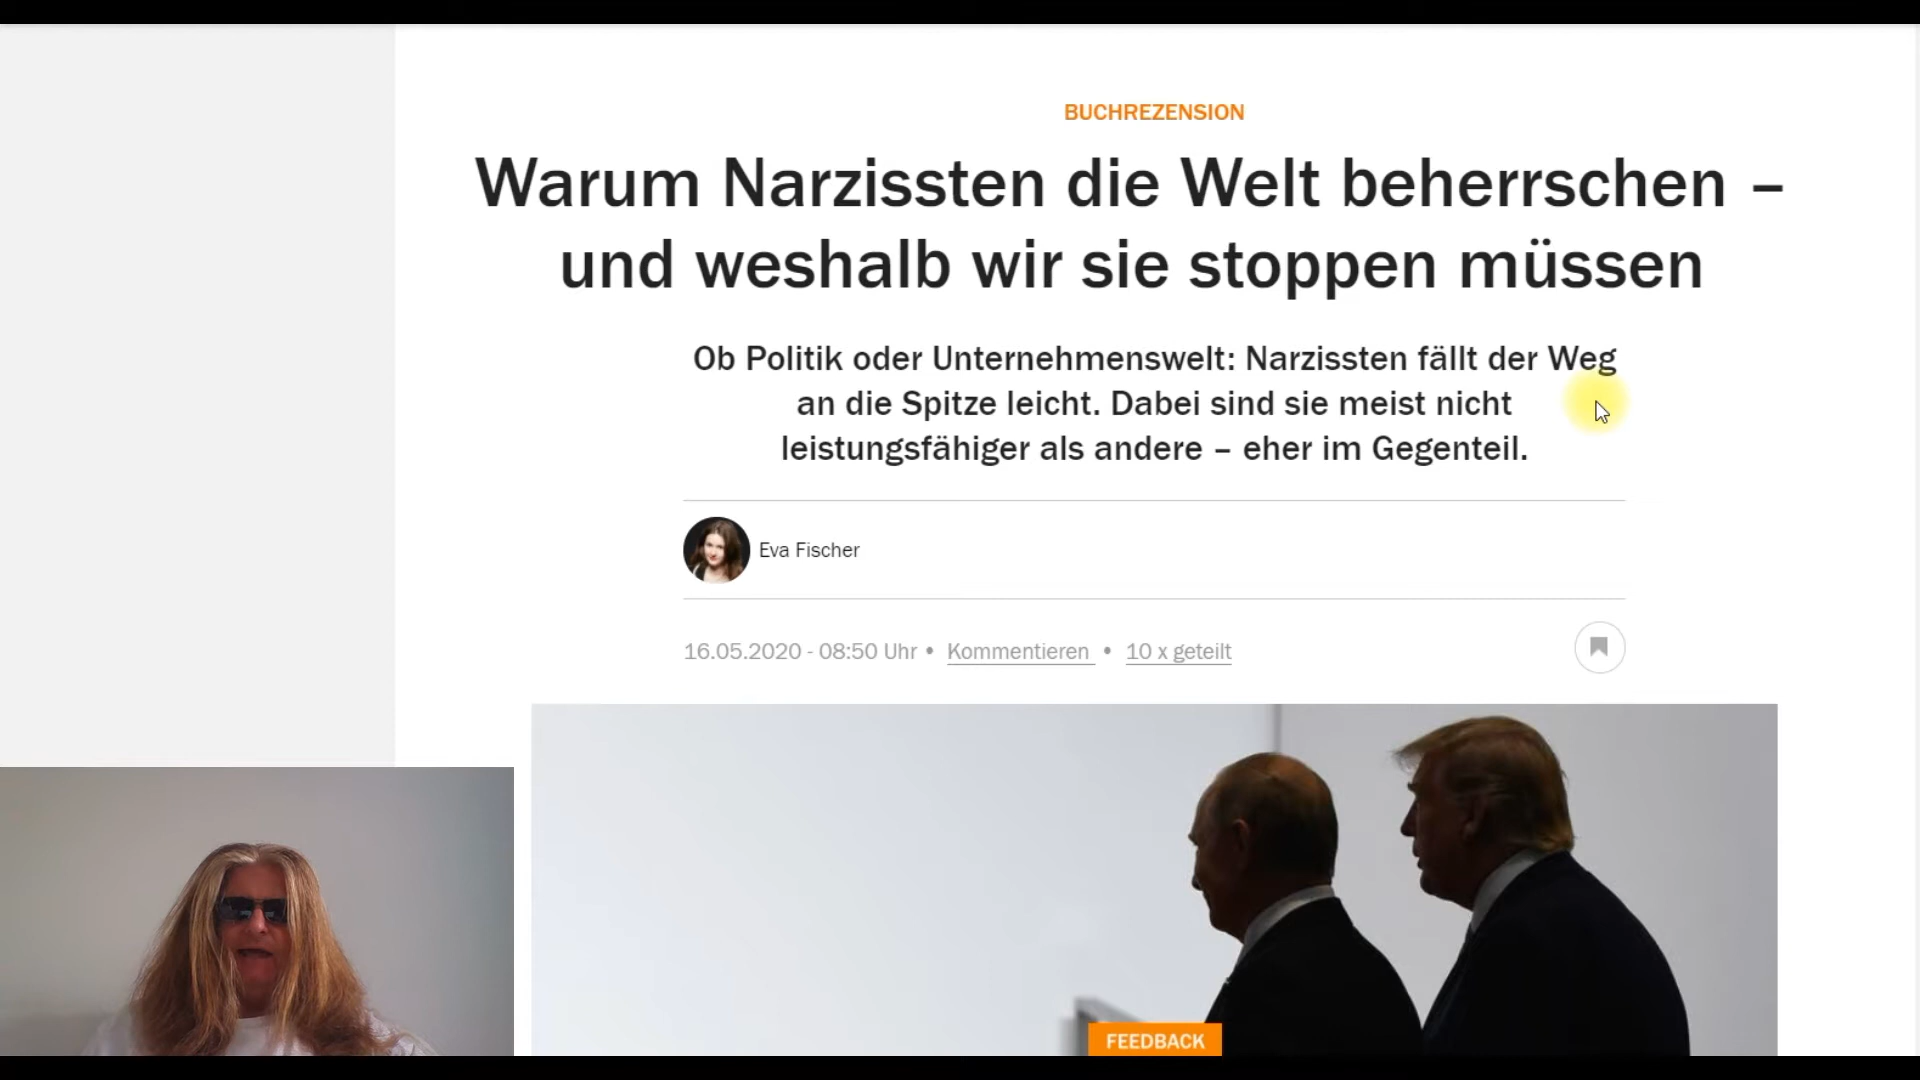 BUCHREZENSION
Warum Narzissten die Welt beherrschen –
und weshalb wir sie stoppen müssen
Ob Politik oder Unternehmenswelt: Narzissten fällt der Weg
an die Spitze leicht. Dabei sind sie meist nicht
leistungsfähiger als andere – eher im Gegenteil.
Eva Fischer
16.05.2020 - 08:50 Uhr • Kommentieren • 10 x geteilt
FEEDBACK